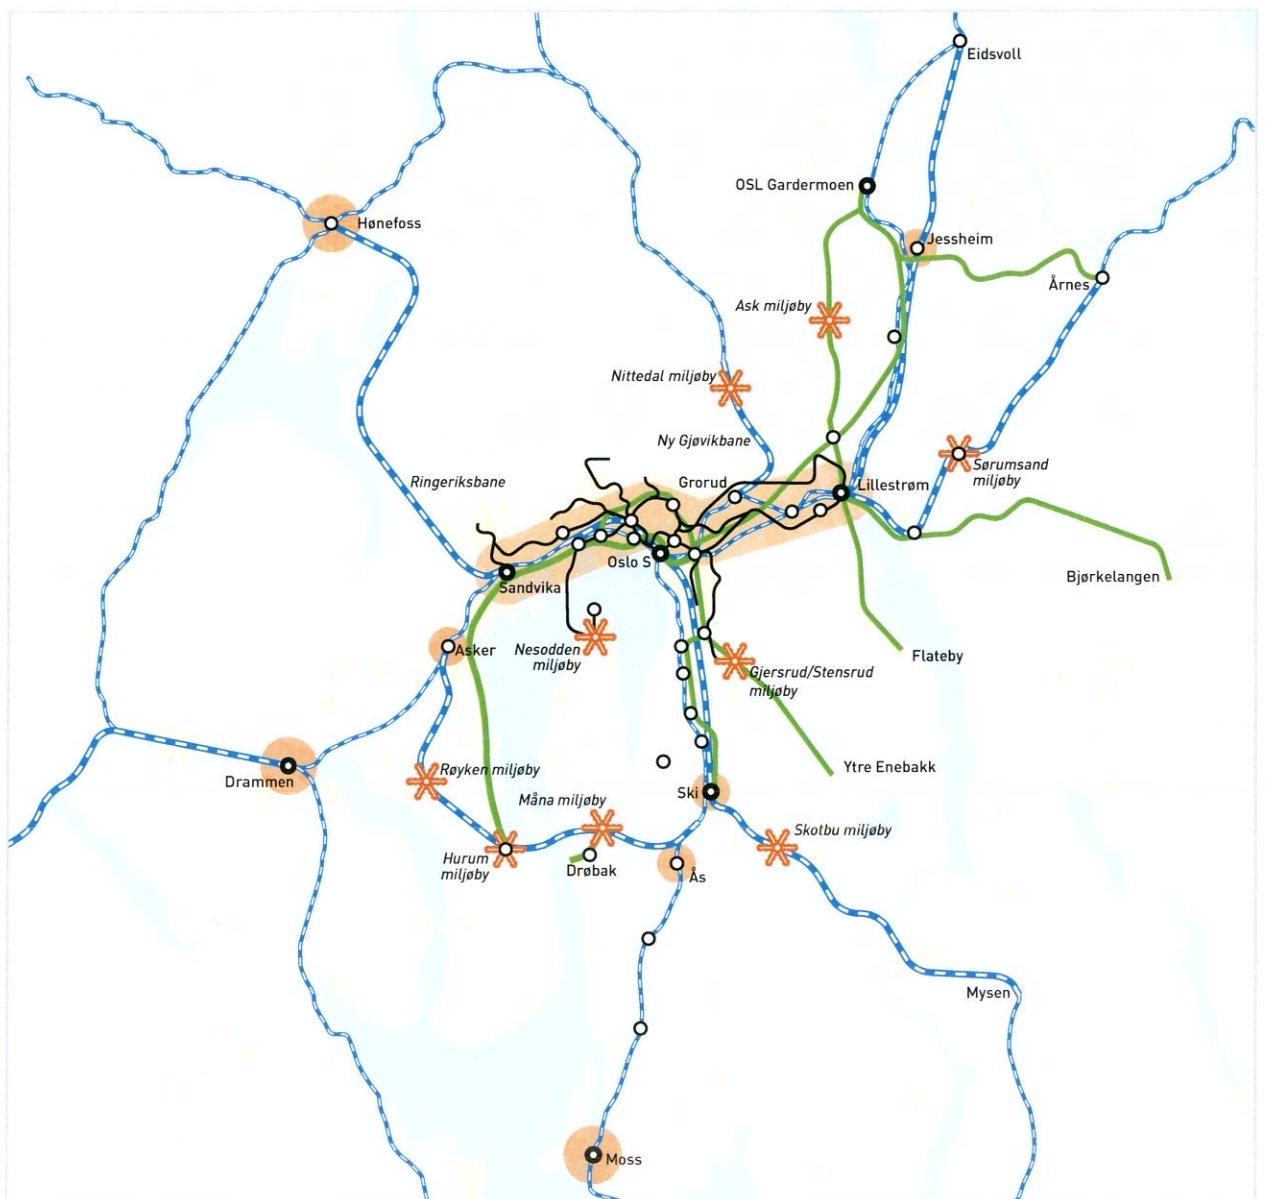 Eidsvoll
OSL Gardermoen
Hønefoss
Jessheim
Årnes
Ask miljøby
Nittedal miljøby
Ny Gjøvikbane
Sørumsand
miljøby
Ringeriksbane
Grorud
Lillestrøm
Oslo S
Bjørkelangen
Sandvika
Nesodden
miljøby
Asker
Flateby
Gjersrud/Stensrud
miljøby
Ytre Enebakk
Røyken miljøby
Drammen
Ski
Måna miljøby
Skotbu miljøby
Hurum
miljøby
Drøbak
Ås
Mysen
Moss